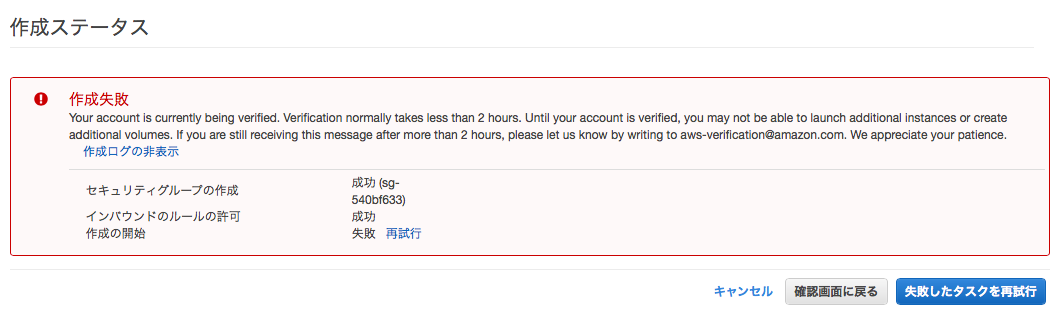 作成ステータス
作成失敗
Your account is currently being verified. Verification normally takes less than 2 hours. Until your account is verified, you may not be able to launch additional instances or create
additional volumes. If you are still receiving this message after more than 2 hours, please let us know by writing to aws-verification@amazon.com. We appreciate your patience.
作成ログの非表示
セキュリティグループの作成 成功 (sg-
540bf633)
インバウンドのルールの許可 成功
作成の開始 失敗 再試行
キャンセル 確認画面に戻る 失敗したタスクを再試行